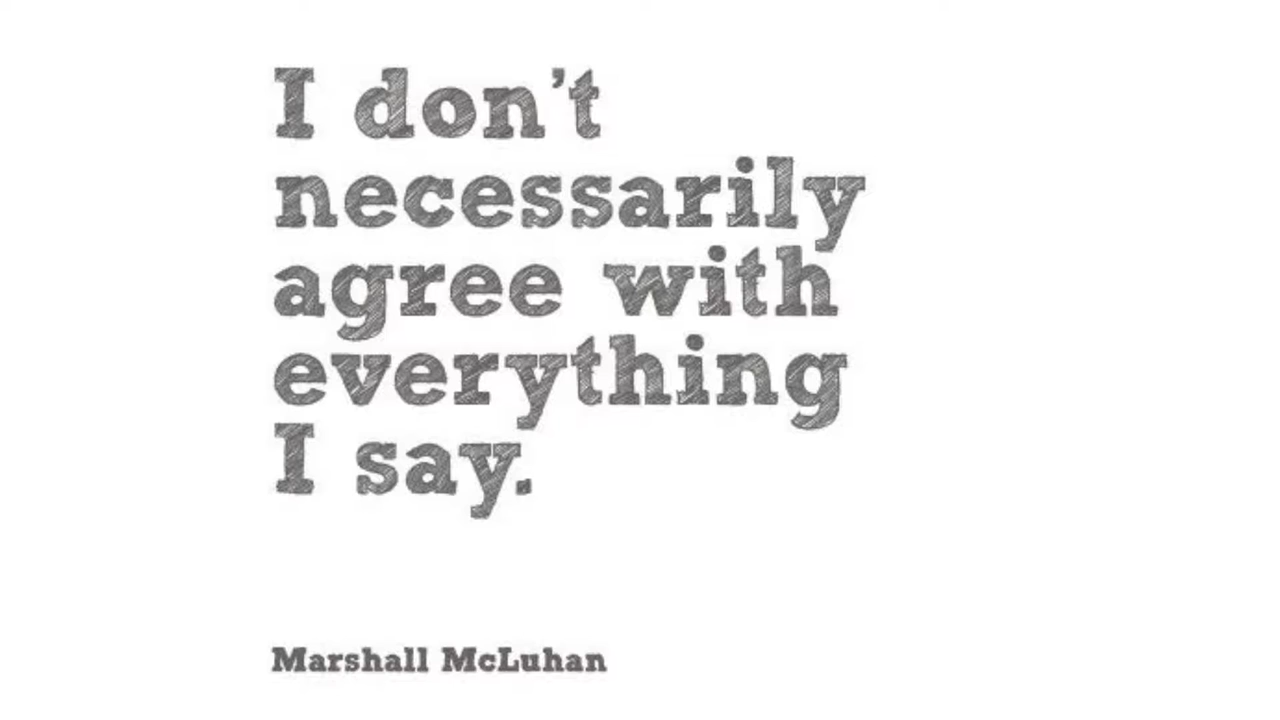 I don't
necessarily
agree with
everything
I say.
Marshall McLuhan